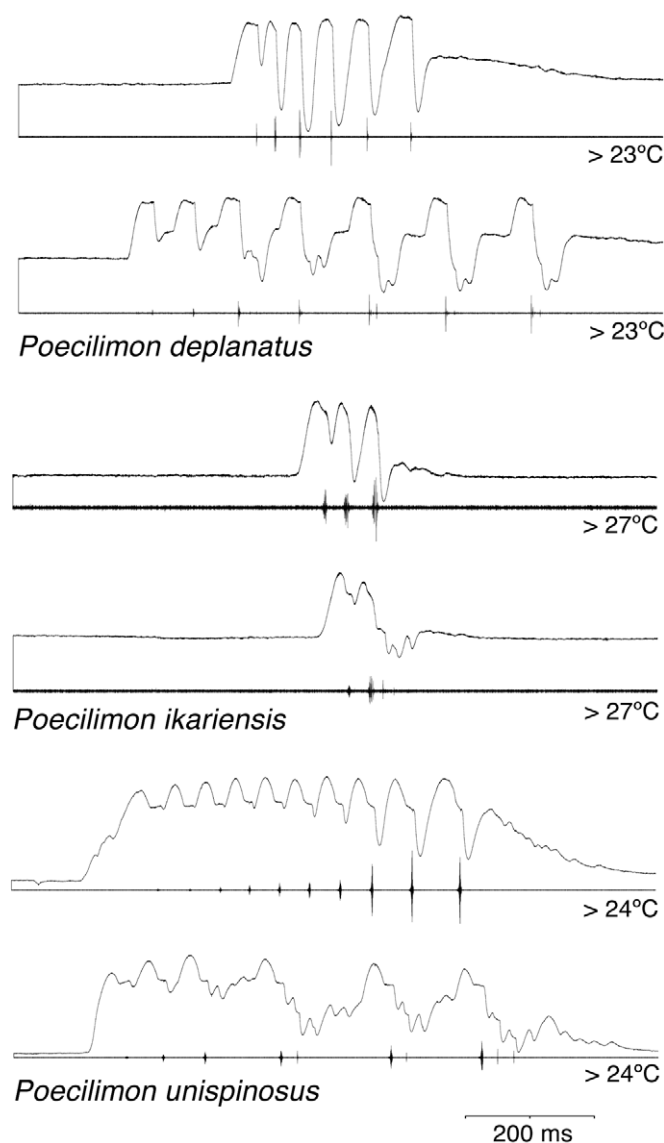 > 23°C
> 23°C
Poecilimon deplanatus
> 27°C
> 27°C
Poecilimon ikariensis
> 24°C
> 24°C
Poecilimon unispinosus
200 ms